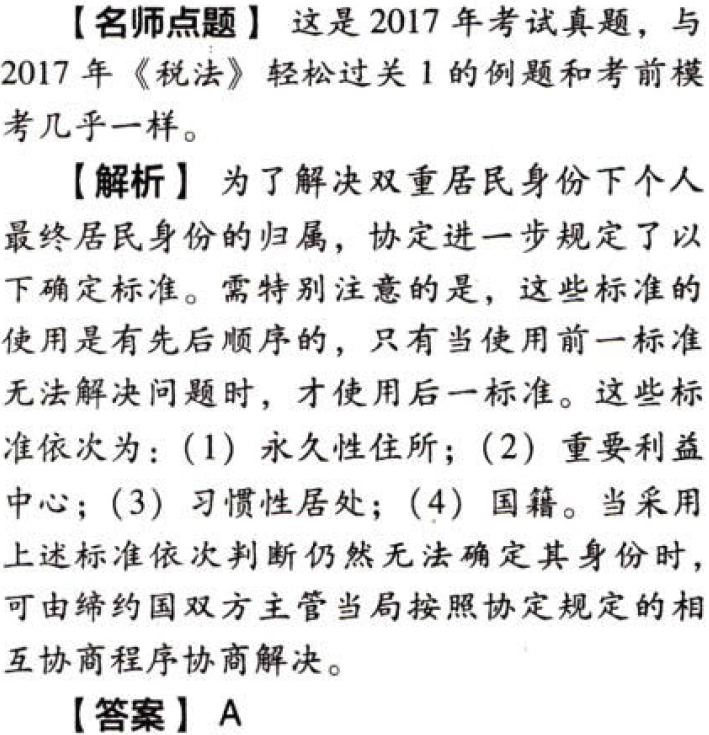 【名师点题】 这是 2017 年考试真题，与
2017 年《税法》轻松过关 1 的例题和考前模
考几乎一样。
【解析】 为了解决双重居民身份下个人
最终居民身份的归属，协定进一步规定了以
下确定标准。需特别注意的是，这些标准的
使用是有先后顺序的，只有当使用前一标准
无法解决问题时，才使用后一标准。这些标
准依次为：（1） 永久性住所；（2） 重要利益
中心；（3） 习惯性居处；（4） 国籍。当采用
上述标准依次判断仍然无法确定其身份时，
可由缔约国双方主管当局按照协定规定的相
互协商程序协商解决。
【答案】 A